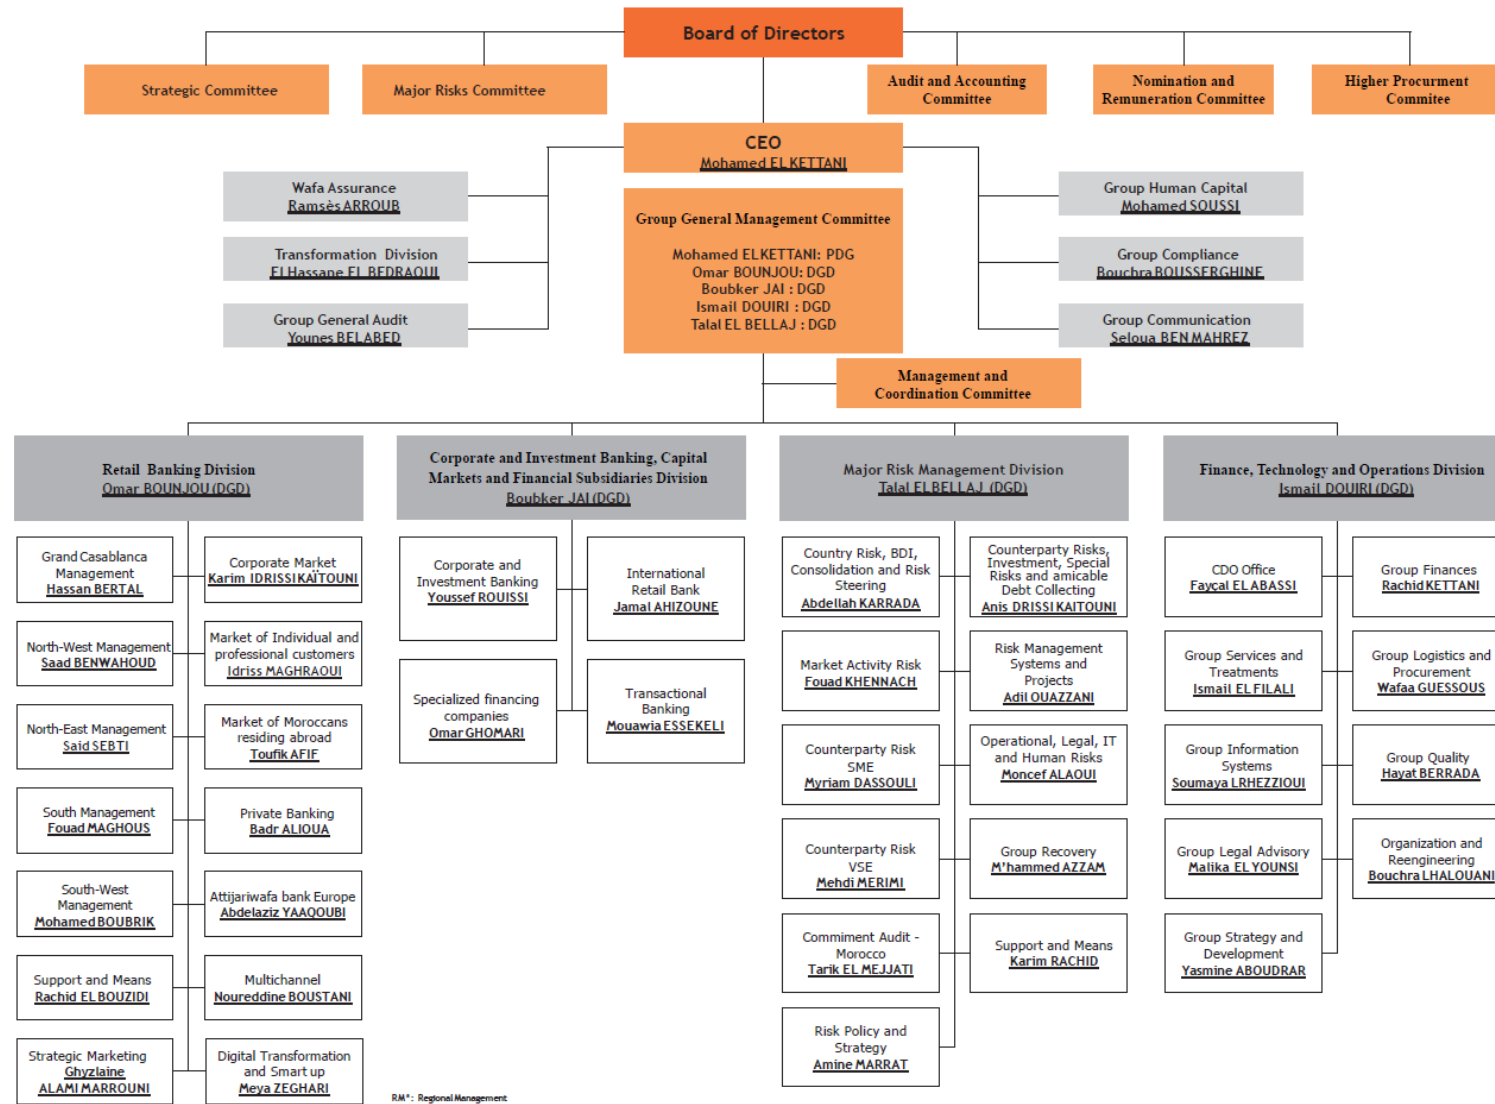 Board of Directors
Strategic Committee
Major Risks Committee
Audit and Accounting
Committee
Nomination and
Remuneration Committee
Higher Procurment
Commitee
CEO
Mohamed EL KETTANI
Wafa Assurance
Ramsès ARROUB
Transformation Division
El Hassane EL BEDRAOUI
Group General Audit
Younes BELABED
Group General Management Committee
Mohamed ELKETTANI: PDG
Omar BOUNJOU: DGD
Boubker JAI : DGD
Ismail DOUIRI : DGD
Talal EL BELLAJ : DGD
Group Human Capital
Mohamed SOUSSI
Group Compliance
Bouchra BOUSSERGHINE
Group Communication
Seloua BEN MAHREZ
Management and
Coordination Committee
Retail Banking Division
Omar BOUNJOU (DGD)
Corporate and Investment Banking, Capital
Markets and Financial Subsidiaries Division
Boubker JAI (DGD)
Major Risk Management Division
Talal ELBELLAJ (DGD)
Finance, Technology and Operations Division
Ismail DOUIRI (DGD)
Grand Casablanca
Management
Hassan BERTAL
Corporate Market
Karim IDRISSI KAÏTOUNI
North-West Management
Saad BENWAHOUD
Market of Individual and
professional customers
Idriss MAGHRAOUI
North-East Management
Said SEBTI
Market of Moroccans
residing abroad
Toufik AFIF
South Management
Fouad MAGHOUS
Private Banking
Badr ALIOUA
South-West
Management
Mohamed BOUBRIK
Attijariwafa bank Europe
Abdelaziz YAAQOUBI
Support and Means
Rachid EL BOUZIDI
Multichannel
Noureddine BOUSTANI
Strategic Marketing
Ghyzlaine
ALAMI MARROUNI
Digital Transformation
and Smart up
Meya ZEGHARI
Corporate and
Investment Banking
Youssef ROUISSI
International
Retail Bank
Jamal AHIZOUNE
Specialized financing
companies
Omar GHOMARI
Transactional
Banking
Mouawia ESSEKELI
Country Risk, BDI,
Consolidation and Risk
Steering
Abdellah KARRADA
Counterparty Risks,
Investment, Special
Risks and amicable
Debt Collecting
Anis DRISSI KAITOUNI
Market Activity Risk
Fouad KHENNACH
Risk Management
Systems and
Projects
Adil OUAZZANI
Counterparty Risk
SME
Myriam DASSOULI
Operational, Legal, IT
and Human Risks
Moncef ALAOUI
Counterparty Risk
VSE
Mehdi MERIMI
Group Recovery
M'hammed AZZAM
Commiment Audit -
Morocco
Tarik EL MEJJATI
Support and Means
Karim RACHID
Risk Policy and
Strategy
Amine MARRAT
CDO Office
Fayçal EL ABASSI
Group Finances
Rachid KETTANI
Group Services and
Treatments
Ismail EL FILALI
Group Logistics and
Procurement
Wafaa GUESSOUS
Group Information
Systems
Soumaya LRHEZZIOUI
Group Quality
Hayat BERRADA
Group Legal Advisory
Malika EL YOUNSI
Organization and
Reengineering
Bouchra LHALOUANI
Group Strategy and
Development
Yasmine ABOUDRAR
RM*: Regional Management